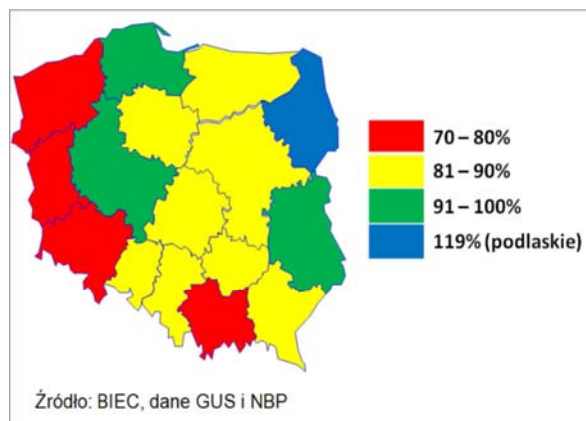 70 – 80%
81 – 90%
91 – 100%
119% (podlaskie)
Źródło: BIEC, dane GUS i NBP